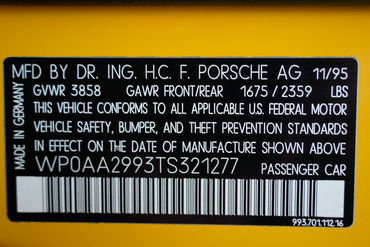 MFD BY DR. ING. H.C. F. PORSCHE AG 11/95
GVWR 3858 GAWR FRONT/REAR 1675/2359 LBS
THIS VEHICLE CONFORMS TO ALL APPLICABLE U.S. FEDERAL MOTOR
VEHICLE SAFETY, BUMPER, AND THEFT PREVENTION STANDARDS
IN EFFECT ON THE DATE OF MANUFACTURE SHOWN ABOVE.
WP0AA2993TS321277 PASSENGER CAR
MADE IN GERMANY
993.701.112.16